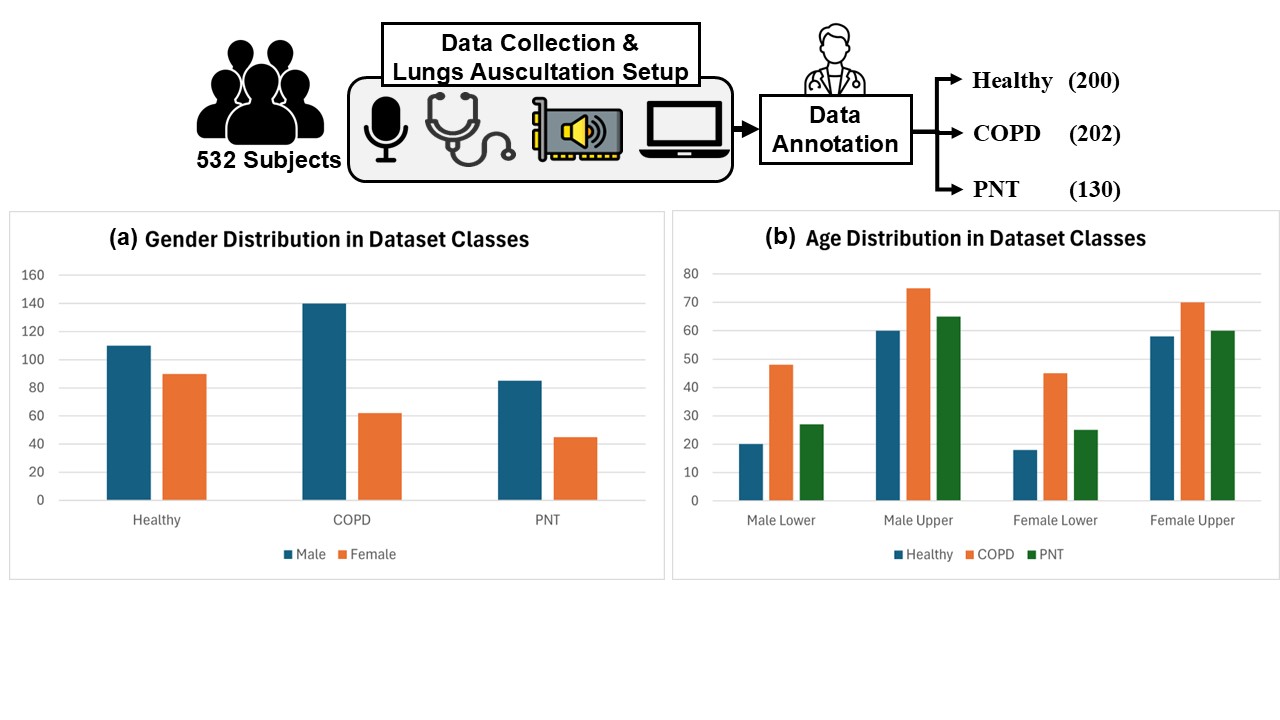 Data Collection &
Lungs Auscultation Setup
532 Subjects
Data
Annotation
Healthy (200)
COPD (202)
PNT (130)
(a) Gender Distribution in Dataset Classes
160
140
120
100
80
60
40
20
0
Healthy COPD PNT
Male Female
(b) Age Distribution in Dataset Classes
80
70
60
50
40
30
20
10
0
Male Lower Male Upper Female Lower Female Upper
Healthy COPD PNT